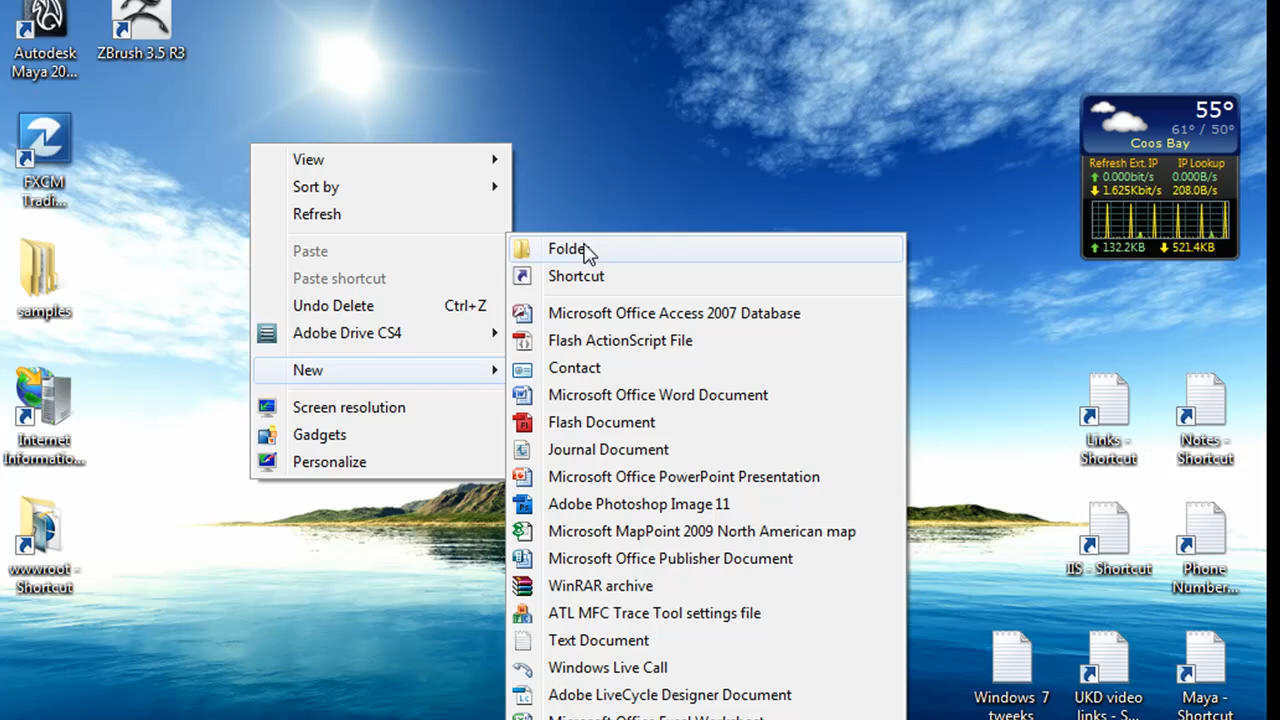 Autodesk
Maya 20...
ZBrush 3.5 R3
FXCM
Tradi...
samples
Internet
Informatio...
wwwroot -
Shortcut
View
Sort by
Refresh
Paste
Paste shortcut
Undo Delete Ctrl+Z
Adobe Drive CS4
New
Screen resolution
Gadgets
Personalize
Folder
Shortcut
Microsoft Office Access 2007 Database
Flash ActionScript File
Contact
Microsoft Office Word Document
Flash Document
Journal Document
Microsoft Office PowerPoint Presentation
Adobe Photoshop Image 11
Microsoft MapPoint 2009 North American map
Microsoft Office Publisher Document
WinRAR archive
ATL MFC Trace Tool settings file
Text Document
Windows Live Call
Adobe LiveCycle Designer Document
Microsoft Office Excel Worksheet
55°
61° / 50°
Coos Bay
Refresh Ext. IP IP Lookup
0.000bit/s 0.000B/s
1.625Kbit/s 208.0B/s
132.2KB 521.4KB
Links -
Shortcut
Notes -
Shortcut
IIS - Shortcut
Phone
Number...
Windows 7
tweeks
UKD video
links - S...
Maya -
Shortcut